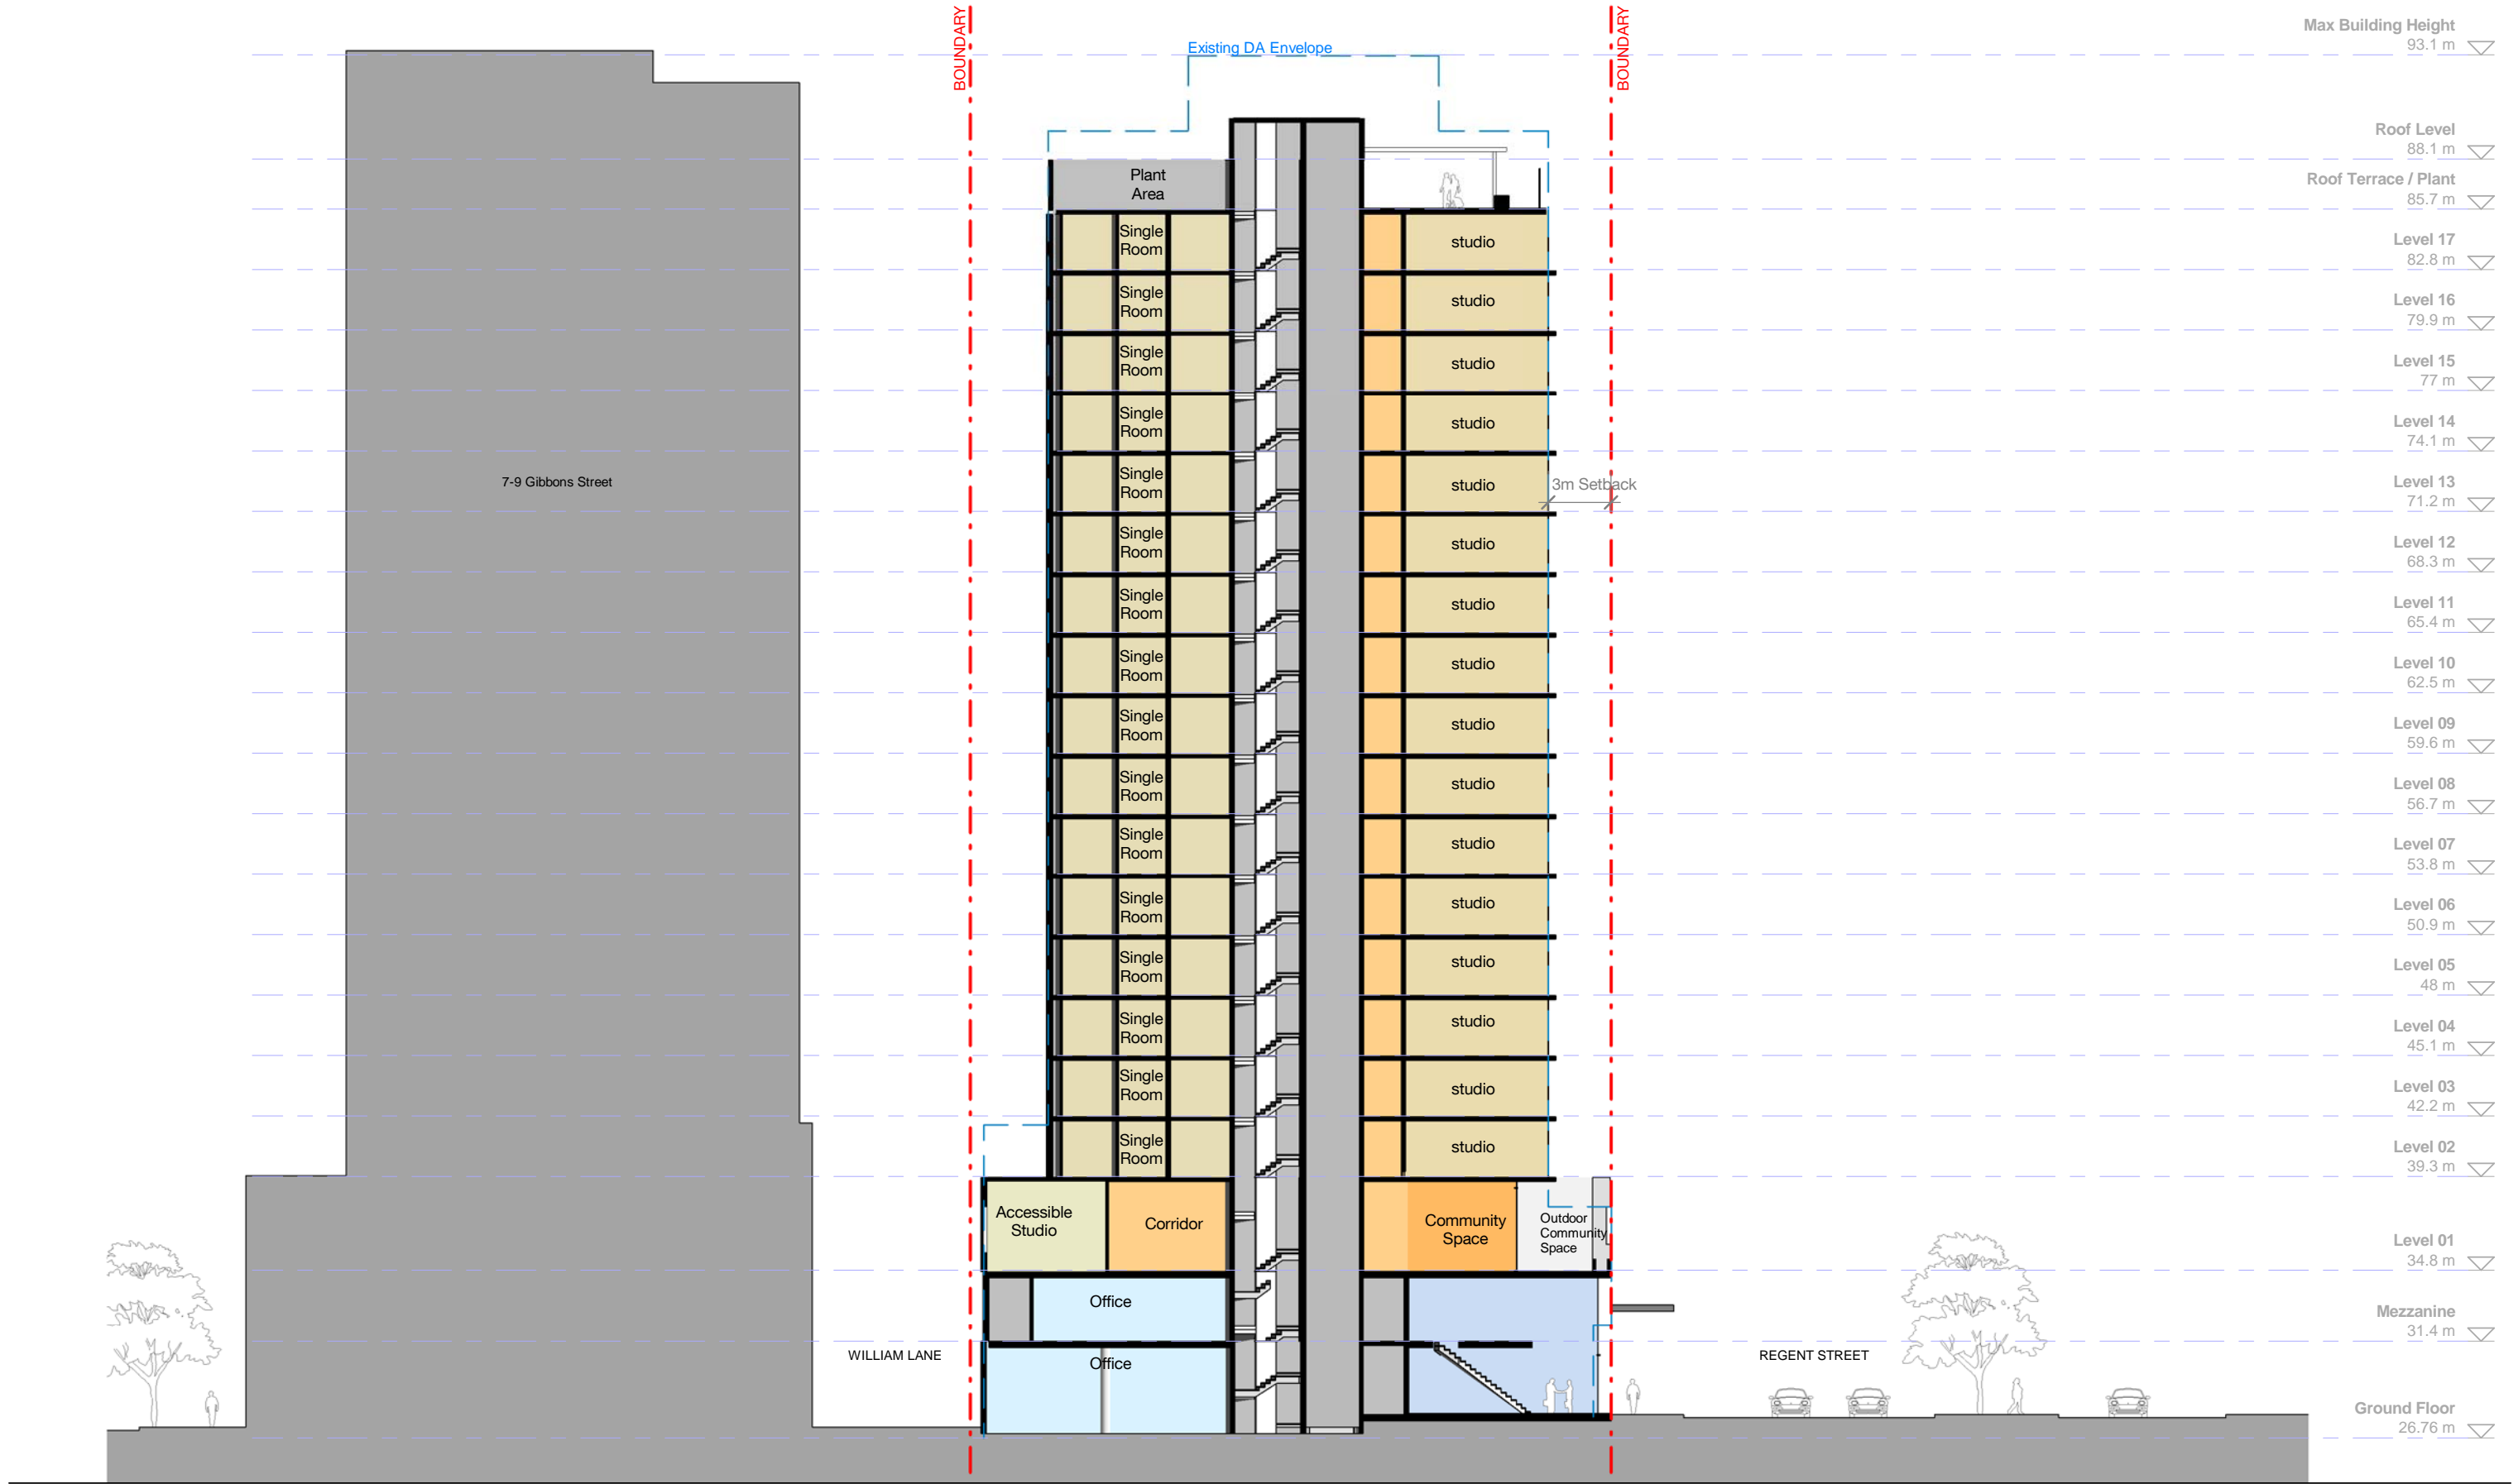 BOUNDARY
BOUNDARY
Existing DA Envelope
Max Building Height
93.1 m
Roof Level
88.1 m
Roof Terrace / Plant
85.7 m
Plant
Area
Single
Room
studio
Level 17
82.8 m
Single
Room
studio
Level 16
79.9 m
Single
Room
studio
Level 15
77 m
Single
Room
studio
Level 14
74.1 m
7-9 Gibbons Street
Single
Room
studio
3m Setback
Level 13
71.2 m
Single
Room
studio
Level 12
68.3 m
Single
Room
studio
Level 11
65.4 m
Single
Room
studio
Level 10
62.5 m
Single
Room
studio
Level 09
59.6 m
Single
Room
studio
Level 08
56.7 m
Single
Room
studio
Level 07
53.8 m
Single
Room
studio
Level 06
50.9 m
Single
Room
studio
Level 05
48 m
Single
Room
studio
Level 04
45.1 m
Single
Room
studio
Level 03
42.2 m
Single
Room
studio
Level 02
39.3 m
Accessible
Studio
Corridor
Community
Space
Outdoor
Community
Space
Level 01
34.8 m
Office
Mezzanine
31.4 m
WILLIAM LANE
Office
REGENT STREET
Ground Floor
26.76 m